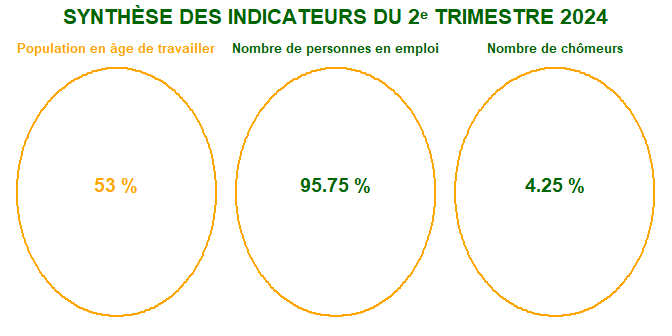 SYNTHÈSE DES INDICATEURS DU 2ᵉ TRIMESTRE 2024
Population en âge de travailler
Nombre de personnes en emploi
Nombre de chômeurs
53 %
95.75 %
4.25 %